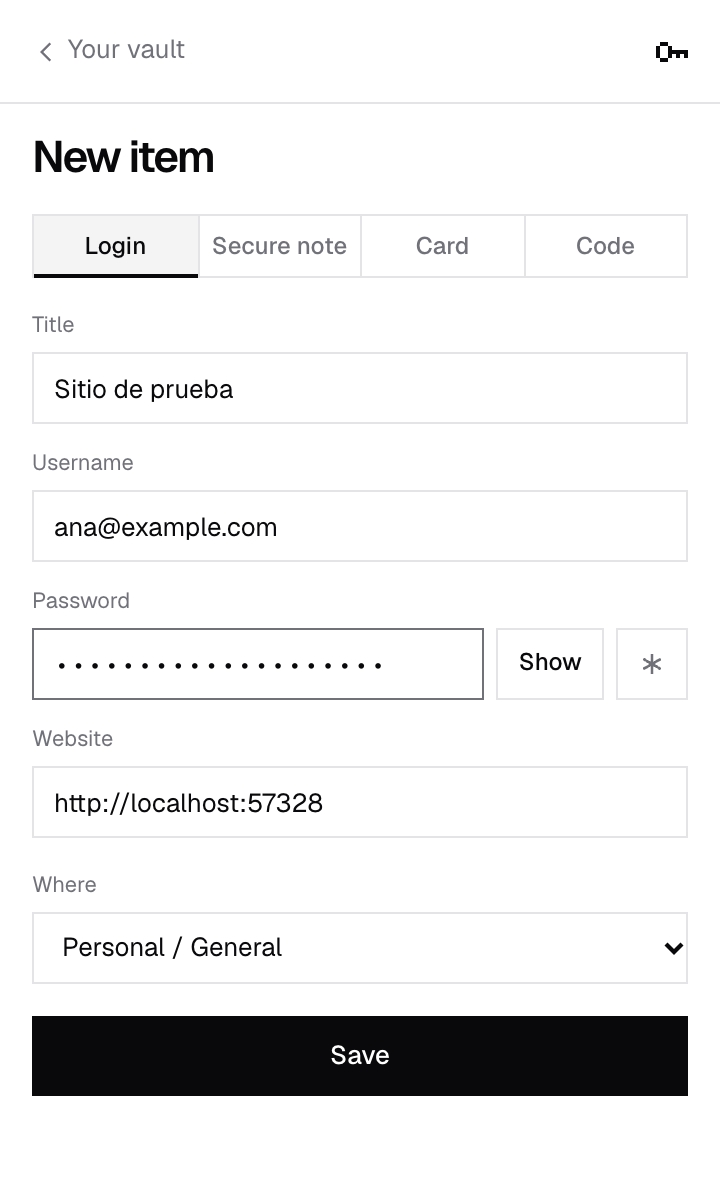 Your vault
New item
Login
Secure note
Card
Code
Title
Sitio de prueba
Username
ana@example.com
Password
••••••••••••••••••••
Show
Website
http://localhost:57328
Where
Personal / General
Save